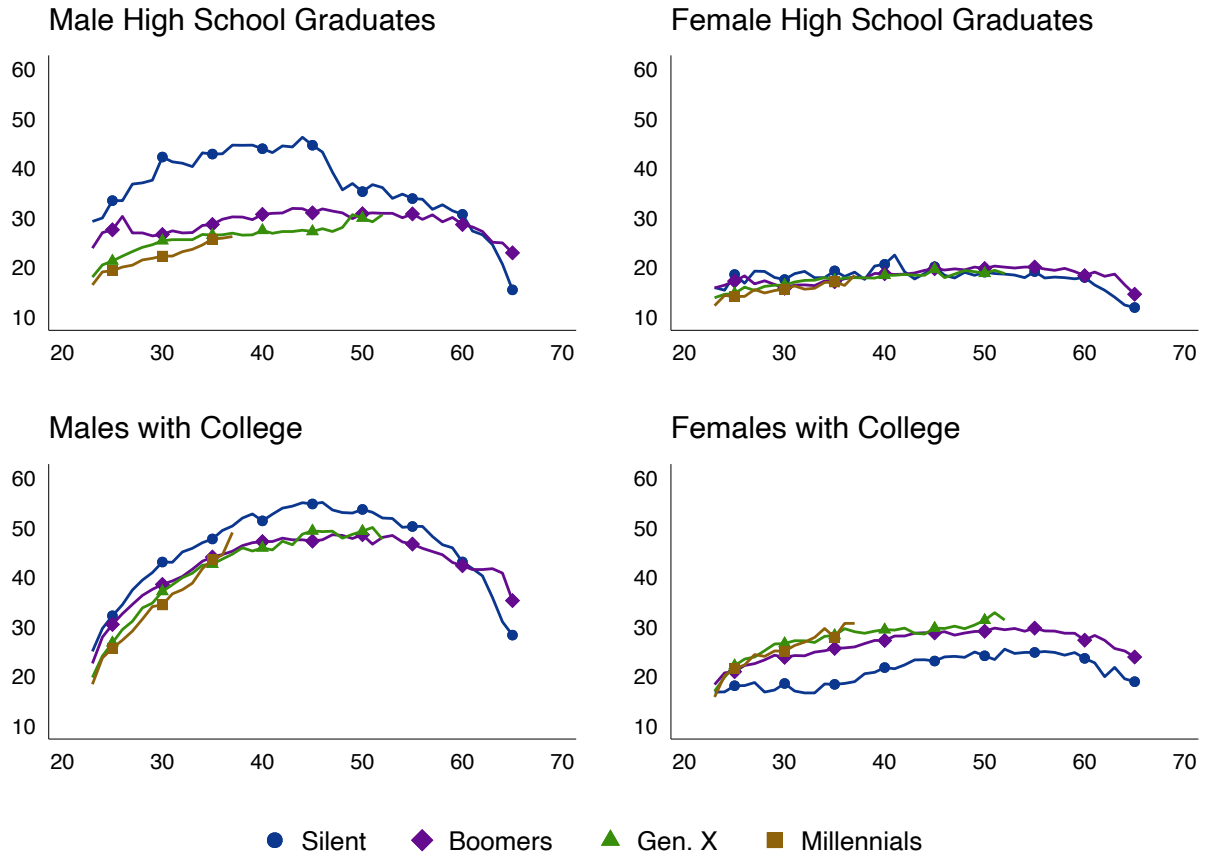 Male High School Graduates
60
50
40
30
20
10
20 30 40 50 60 70
Female High School Graduates
60
50
40
30
20
10
20 30 40 50 60 70
Males with College
60
50
40
30
20
10
20 30 40 50 60 70
Females with College
60
50
40
30
20
10
20 30 40 50 60 70
Silent Boomers Gen. X Millennials